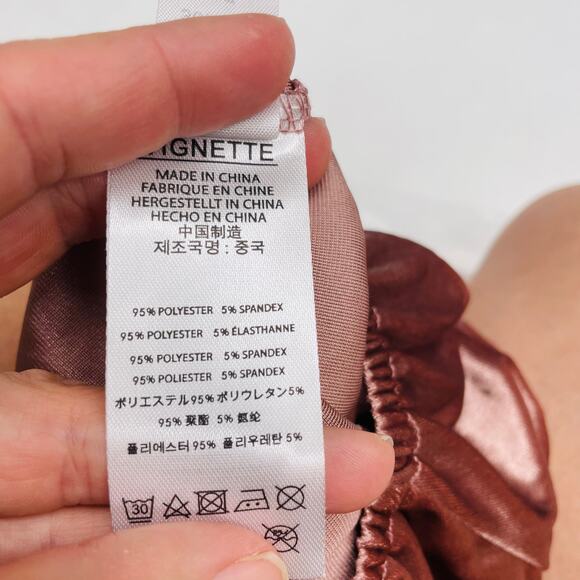 MADE IN CHINA
FABRIQUE EN CHINE
HERGESTELLT IN CHINA
HECHO EN CHINA
中国制造
제조국명 : 중국
95% POLYESTER 5% SPANDEX
95% POLYESTER 5% ÉLASTHANNE
95% POLYESTER 5% SPANDEX
95% POLIESTER 5% SPANDEX
ポリエステル95% ポリウレタン5%
95% 聚酯 5% 氨纶
폴리에스터 95% 폴리우레탄 5%
30